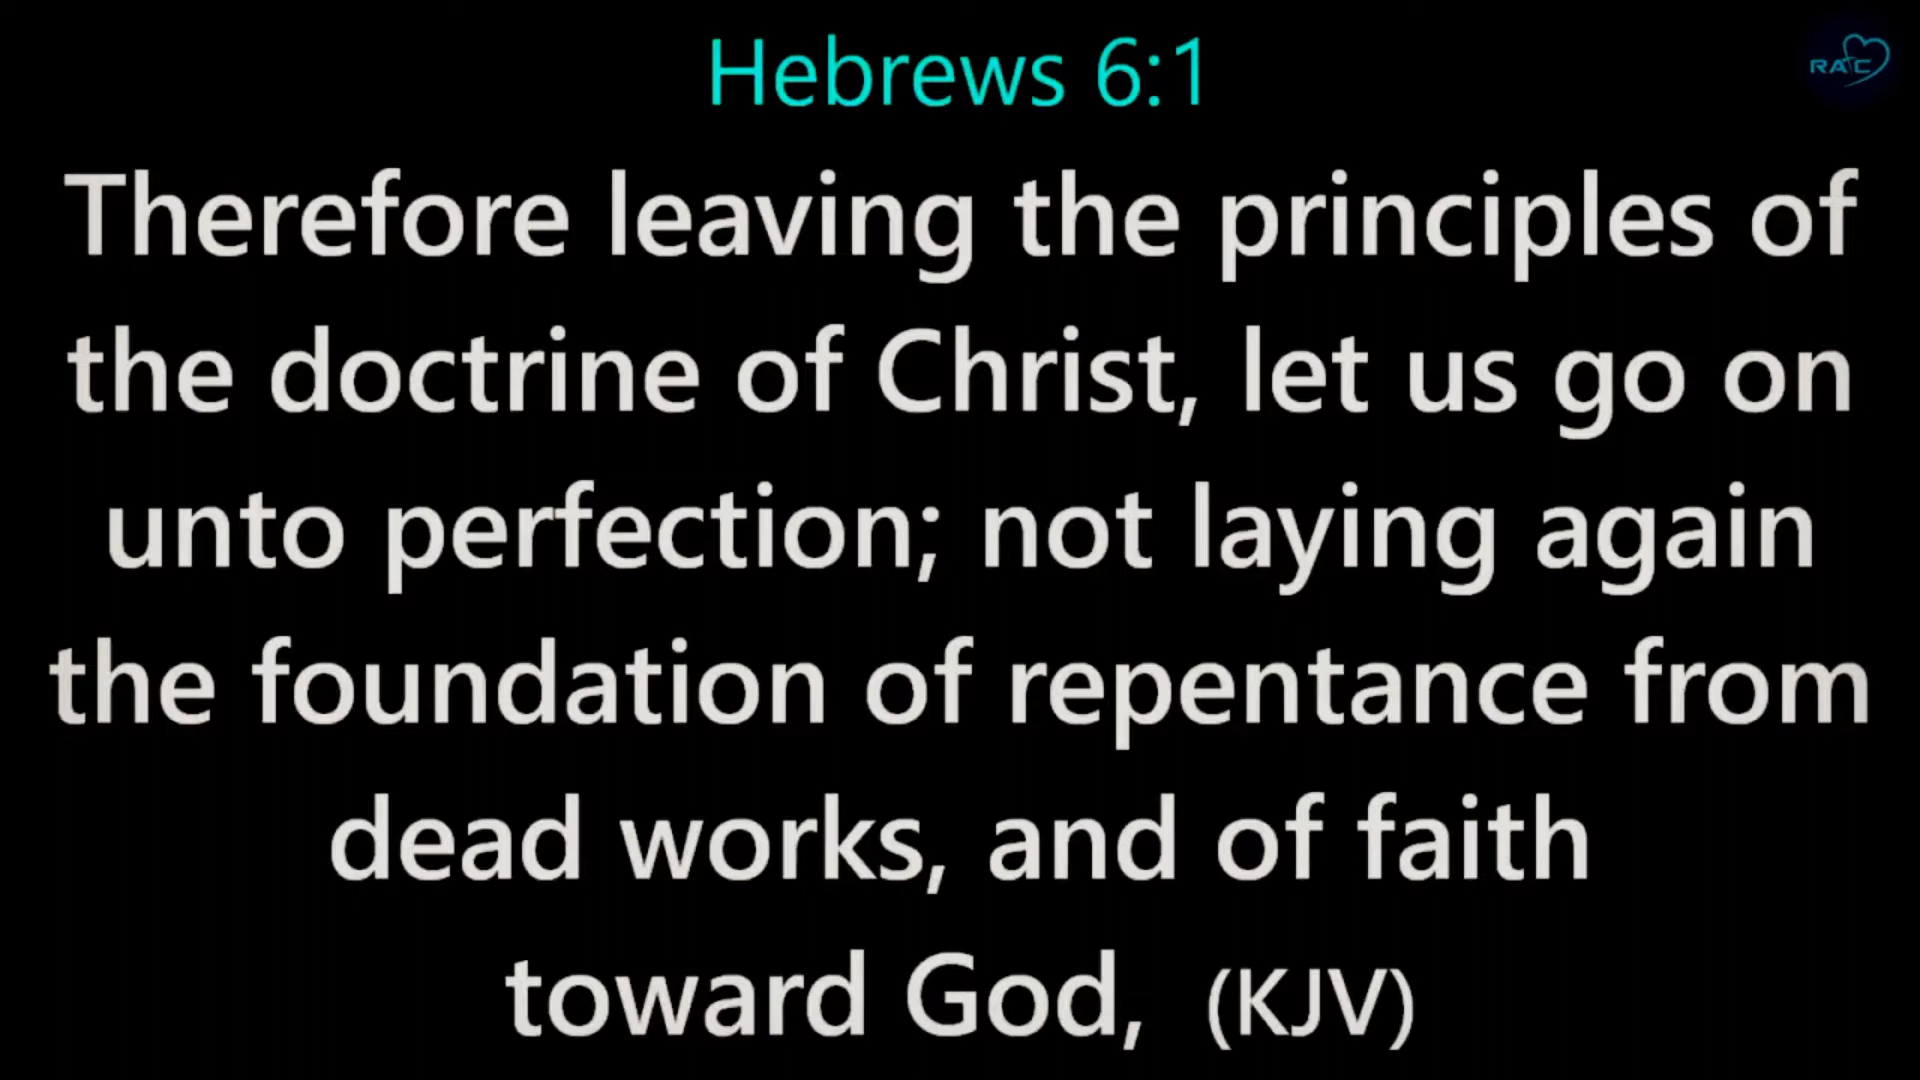 Hebrews 6:1
RATC
Therefore leaving the principles of
the doctrine of Christ, let us go on
unto perfection; not laying again
the foundation of repentance from
dead works, and of faith
toward God, (KJV)